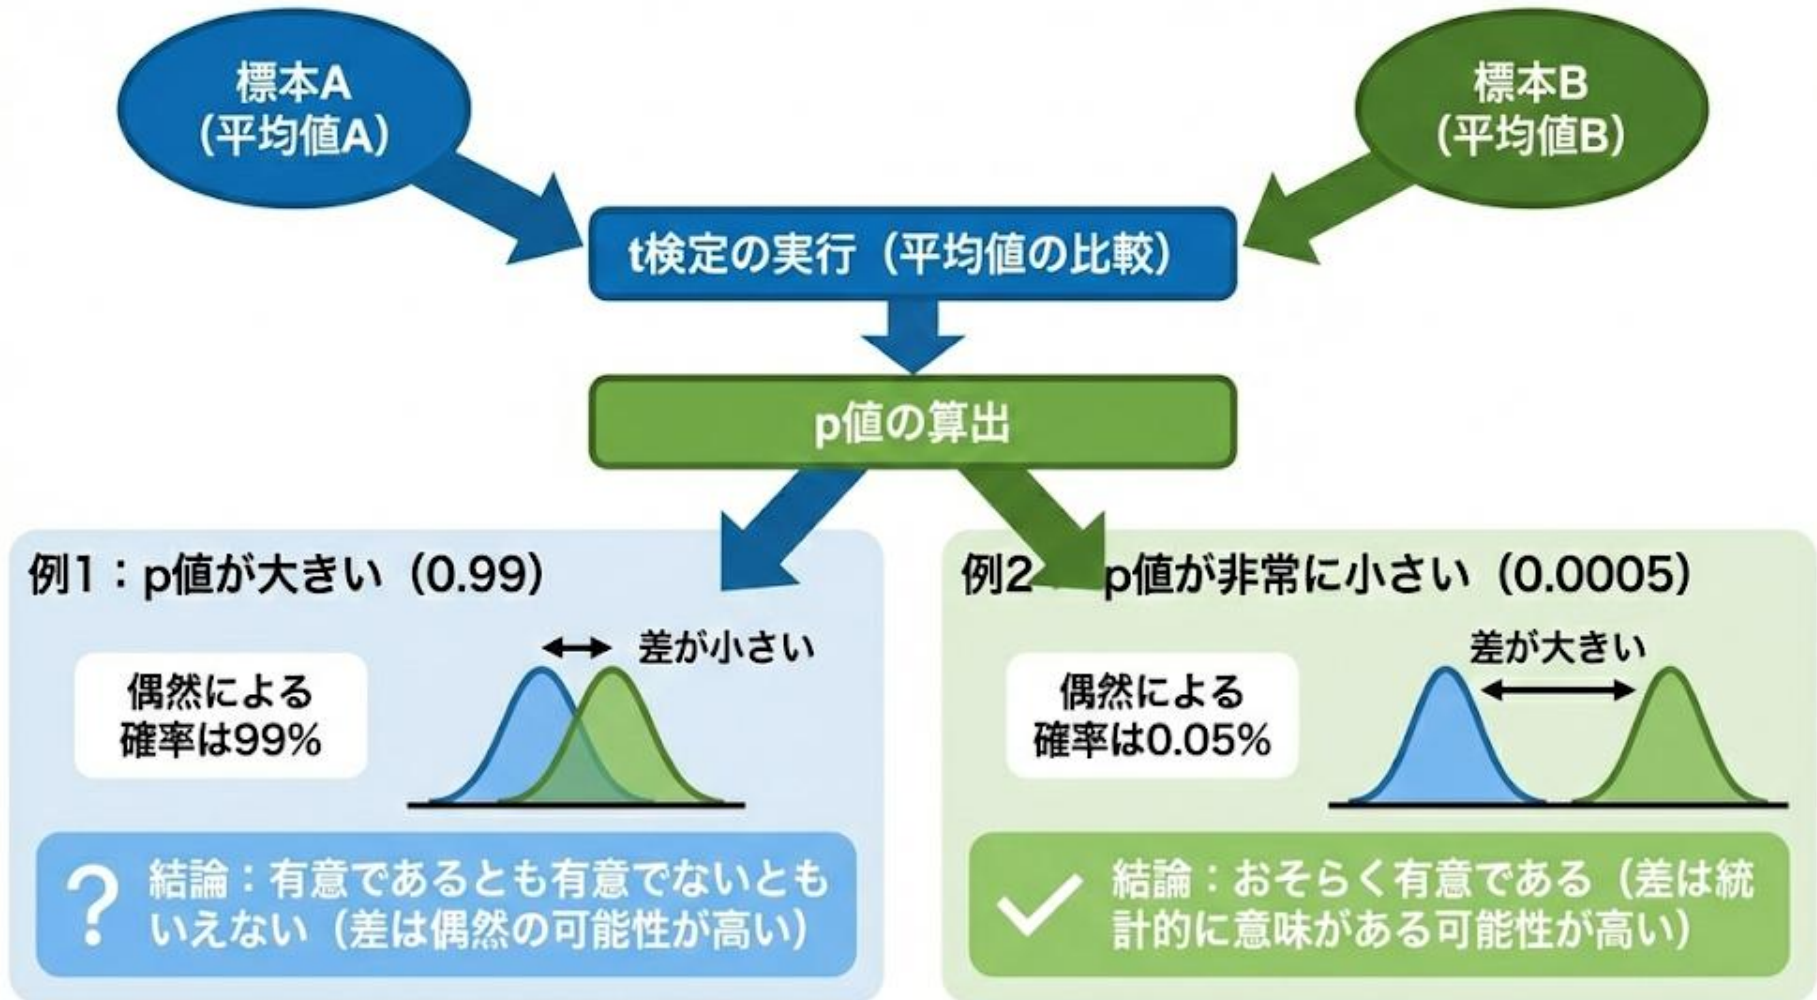 標本A
（平均値A）
標本B
（平均値B）
t検定の実行（平均値の比較）
p値の算出
例1：p値が大きい（0.99）
差が小さい
偶然による
確率は99%
? 結論：有意であるとも有意でないとも
いえない（差は偶然の可能性が高い）
例2 p値が非常に小さい（0.0005）
差が大きい
偶然による
確率は0.05%
結論：おそらく有意である（差は統
計的に意味がある可能性が高い）